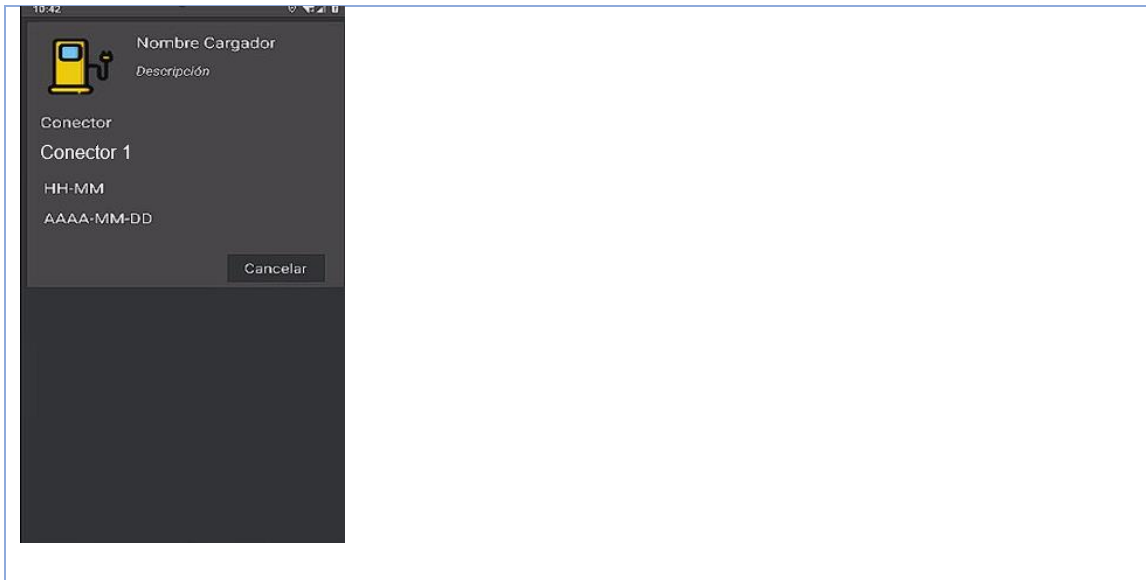 10:42
Nombre Cargador
Descripción
Conector
Conector 1
HH-MM
AAAA-MM-DD
Cancelar